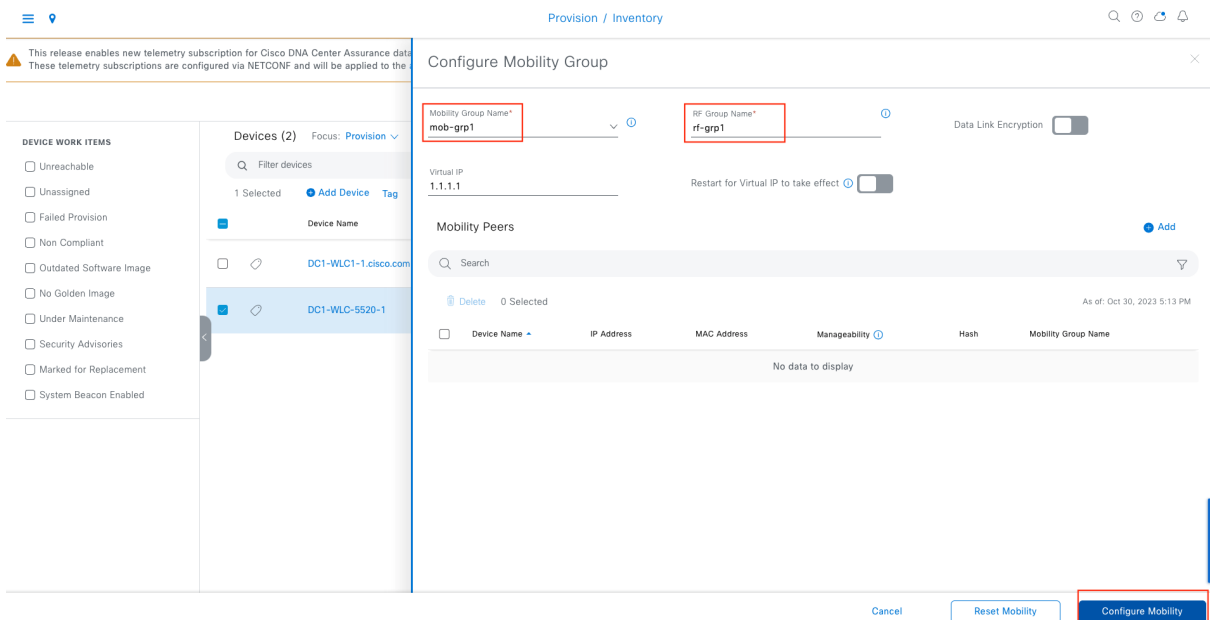 Provision / Inventory
This release enables new telemetry subscription for Cisco DNA Center Assurance data
These telemetry subscriptions are configured via NETCONF and will be applied to the
DEVICE WORK ITEMS
Unreachable
Unassigned
Failed Provision
Non Compliant
Outdated Software Image
No Golden Image
Under Maintenance
Security Advisories
Marked for Replacement
System Beacon Enabled
Devices (2) Focus: Provision
Filter devices
1 Selected Add Device Tag
Device Name
DC1-WLC1-1.cisco.com
DC1-WLC-5520-1
Configure Mobility Group
Mobility Group Name*
mob-grp1
RF Group Name*
rf-grp1
Data Link Encryption
Virtual IP
1.1.1.1
Restart for Virtual IP to take effect
Mobility Peers
Add
Search
Delete 0 Selected
As of: Oct 30, 2023 5:13 PM
Device Name IP Address MAC Address Manageability Hash Mobility Group Name
No data to display
Cancel Reset Mobility Configure Mobility